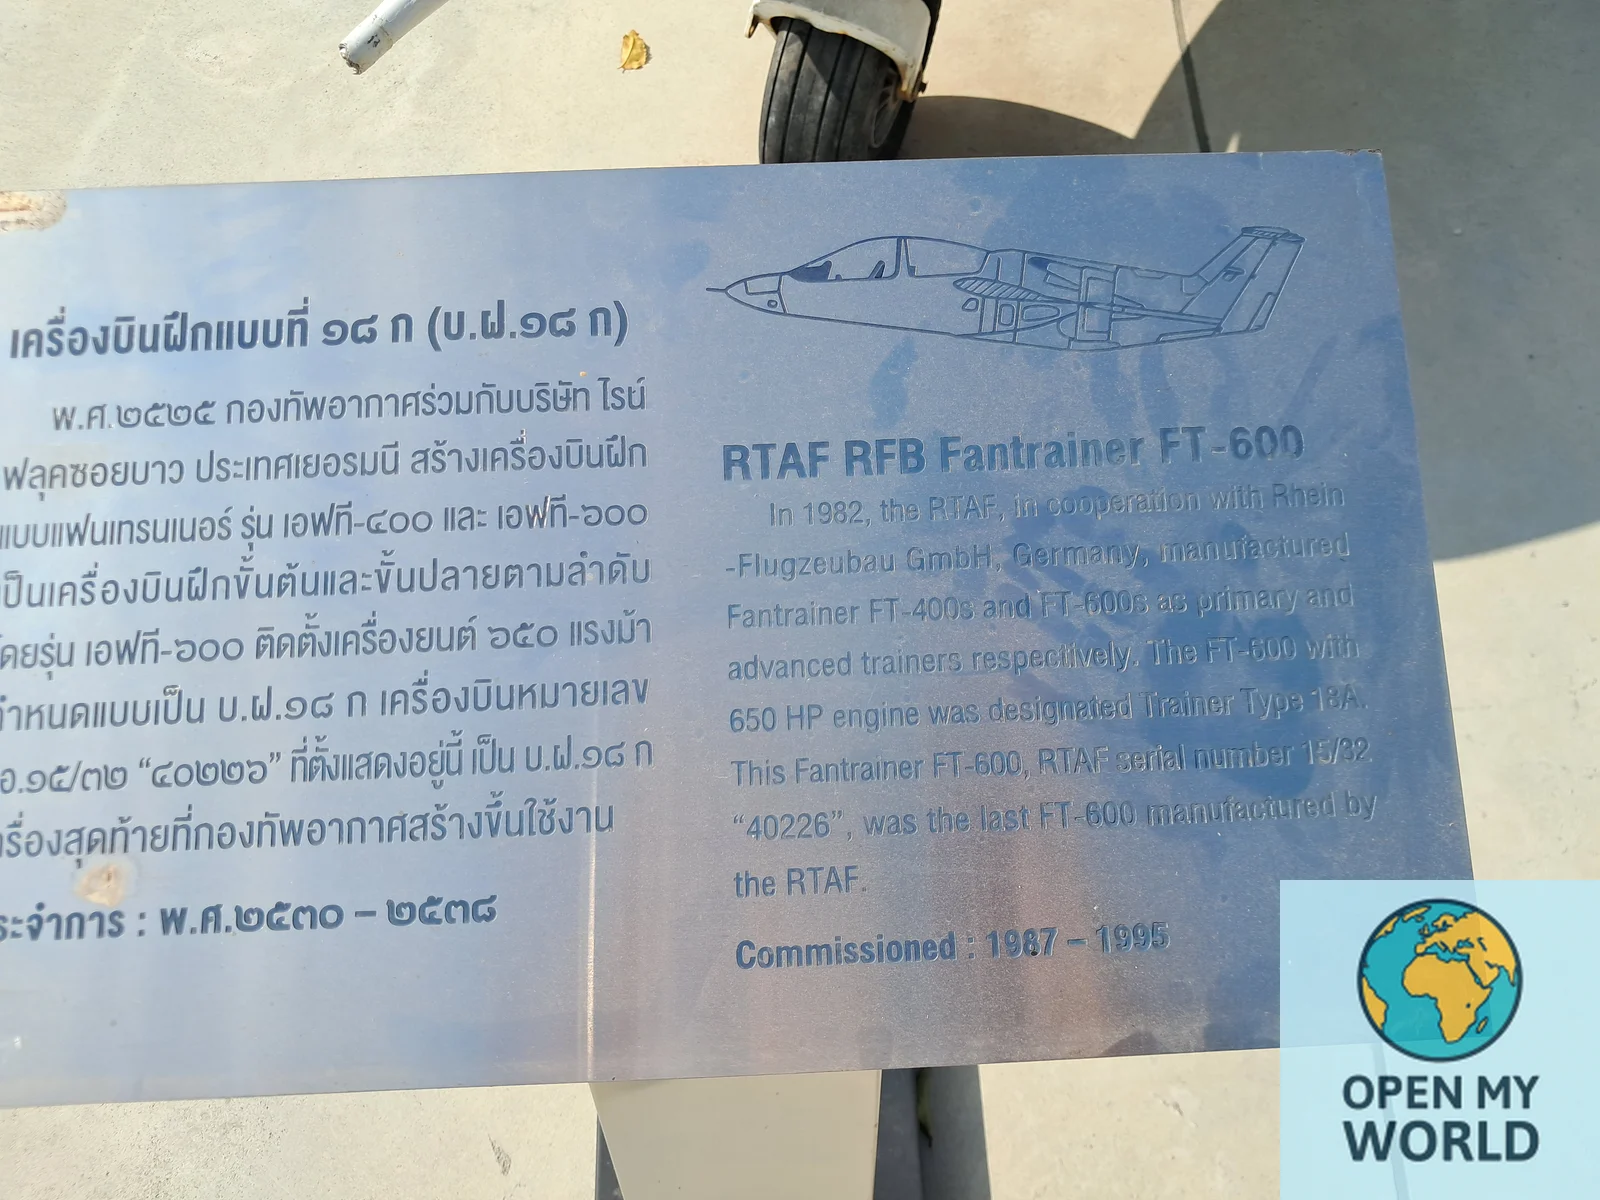 เครื่องบินฝึกแบบที่ ๑๘ ก (บ.ฝ.๑๘ ก)
พ.ศ.๒๕๒๕ กองทัพอากาศร่วมกับบริษัท ไรน์
ฟลุคซอยบาว ประเทศเยอรมนี สร้างเครื่องบินฝึก
แบบแฟนเทรนเนอร์ รุ่น เอฟที-๔๐๐ และ เอฟที-๖๐๐
เป็นเครื่องบินฝึกขั้นต้นและขั้นปลายตามลำดับ
โดยรุ่น เอฟที-๖๐๐ ติดตั้งเครื่องยนต์ ๖๕๐ แรงม้า
กำหนดแบบเป็น บ.ฝ.๑๘ ก เครื่องบินหมายเลข
อ.๑๕/๓๒ “๔๐๒๒๖” ที่ตั้งแสดงอยู่นี้ เป็น บ.ฝ.๑๘ ก
เครื่องสุดท้ายที่กองทัพอากาศสร้างขึ้นใช้งาน
ประจำการ : พ.ศ.๒๕๓๐ – ๒๕๓๘
RTAF RFB Fantrainer FT-600
In 1982, the RTAF, in cooperation with Rhein
-Flugzeubau GmbH, Germany, manufactured
Fantrainer FT-400s and FT-600s as primary and
advanced trainers respectively. The FT-600 with
650 HP engine was designated Trainer Type 18A.
This Fantrainer FT-600, RTAF serial number 15/32
“40226”, was the last FT-600 manufactured by
the RTAF.
Commissioned : 1987 – 1995
OPEN MY
WORLD